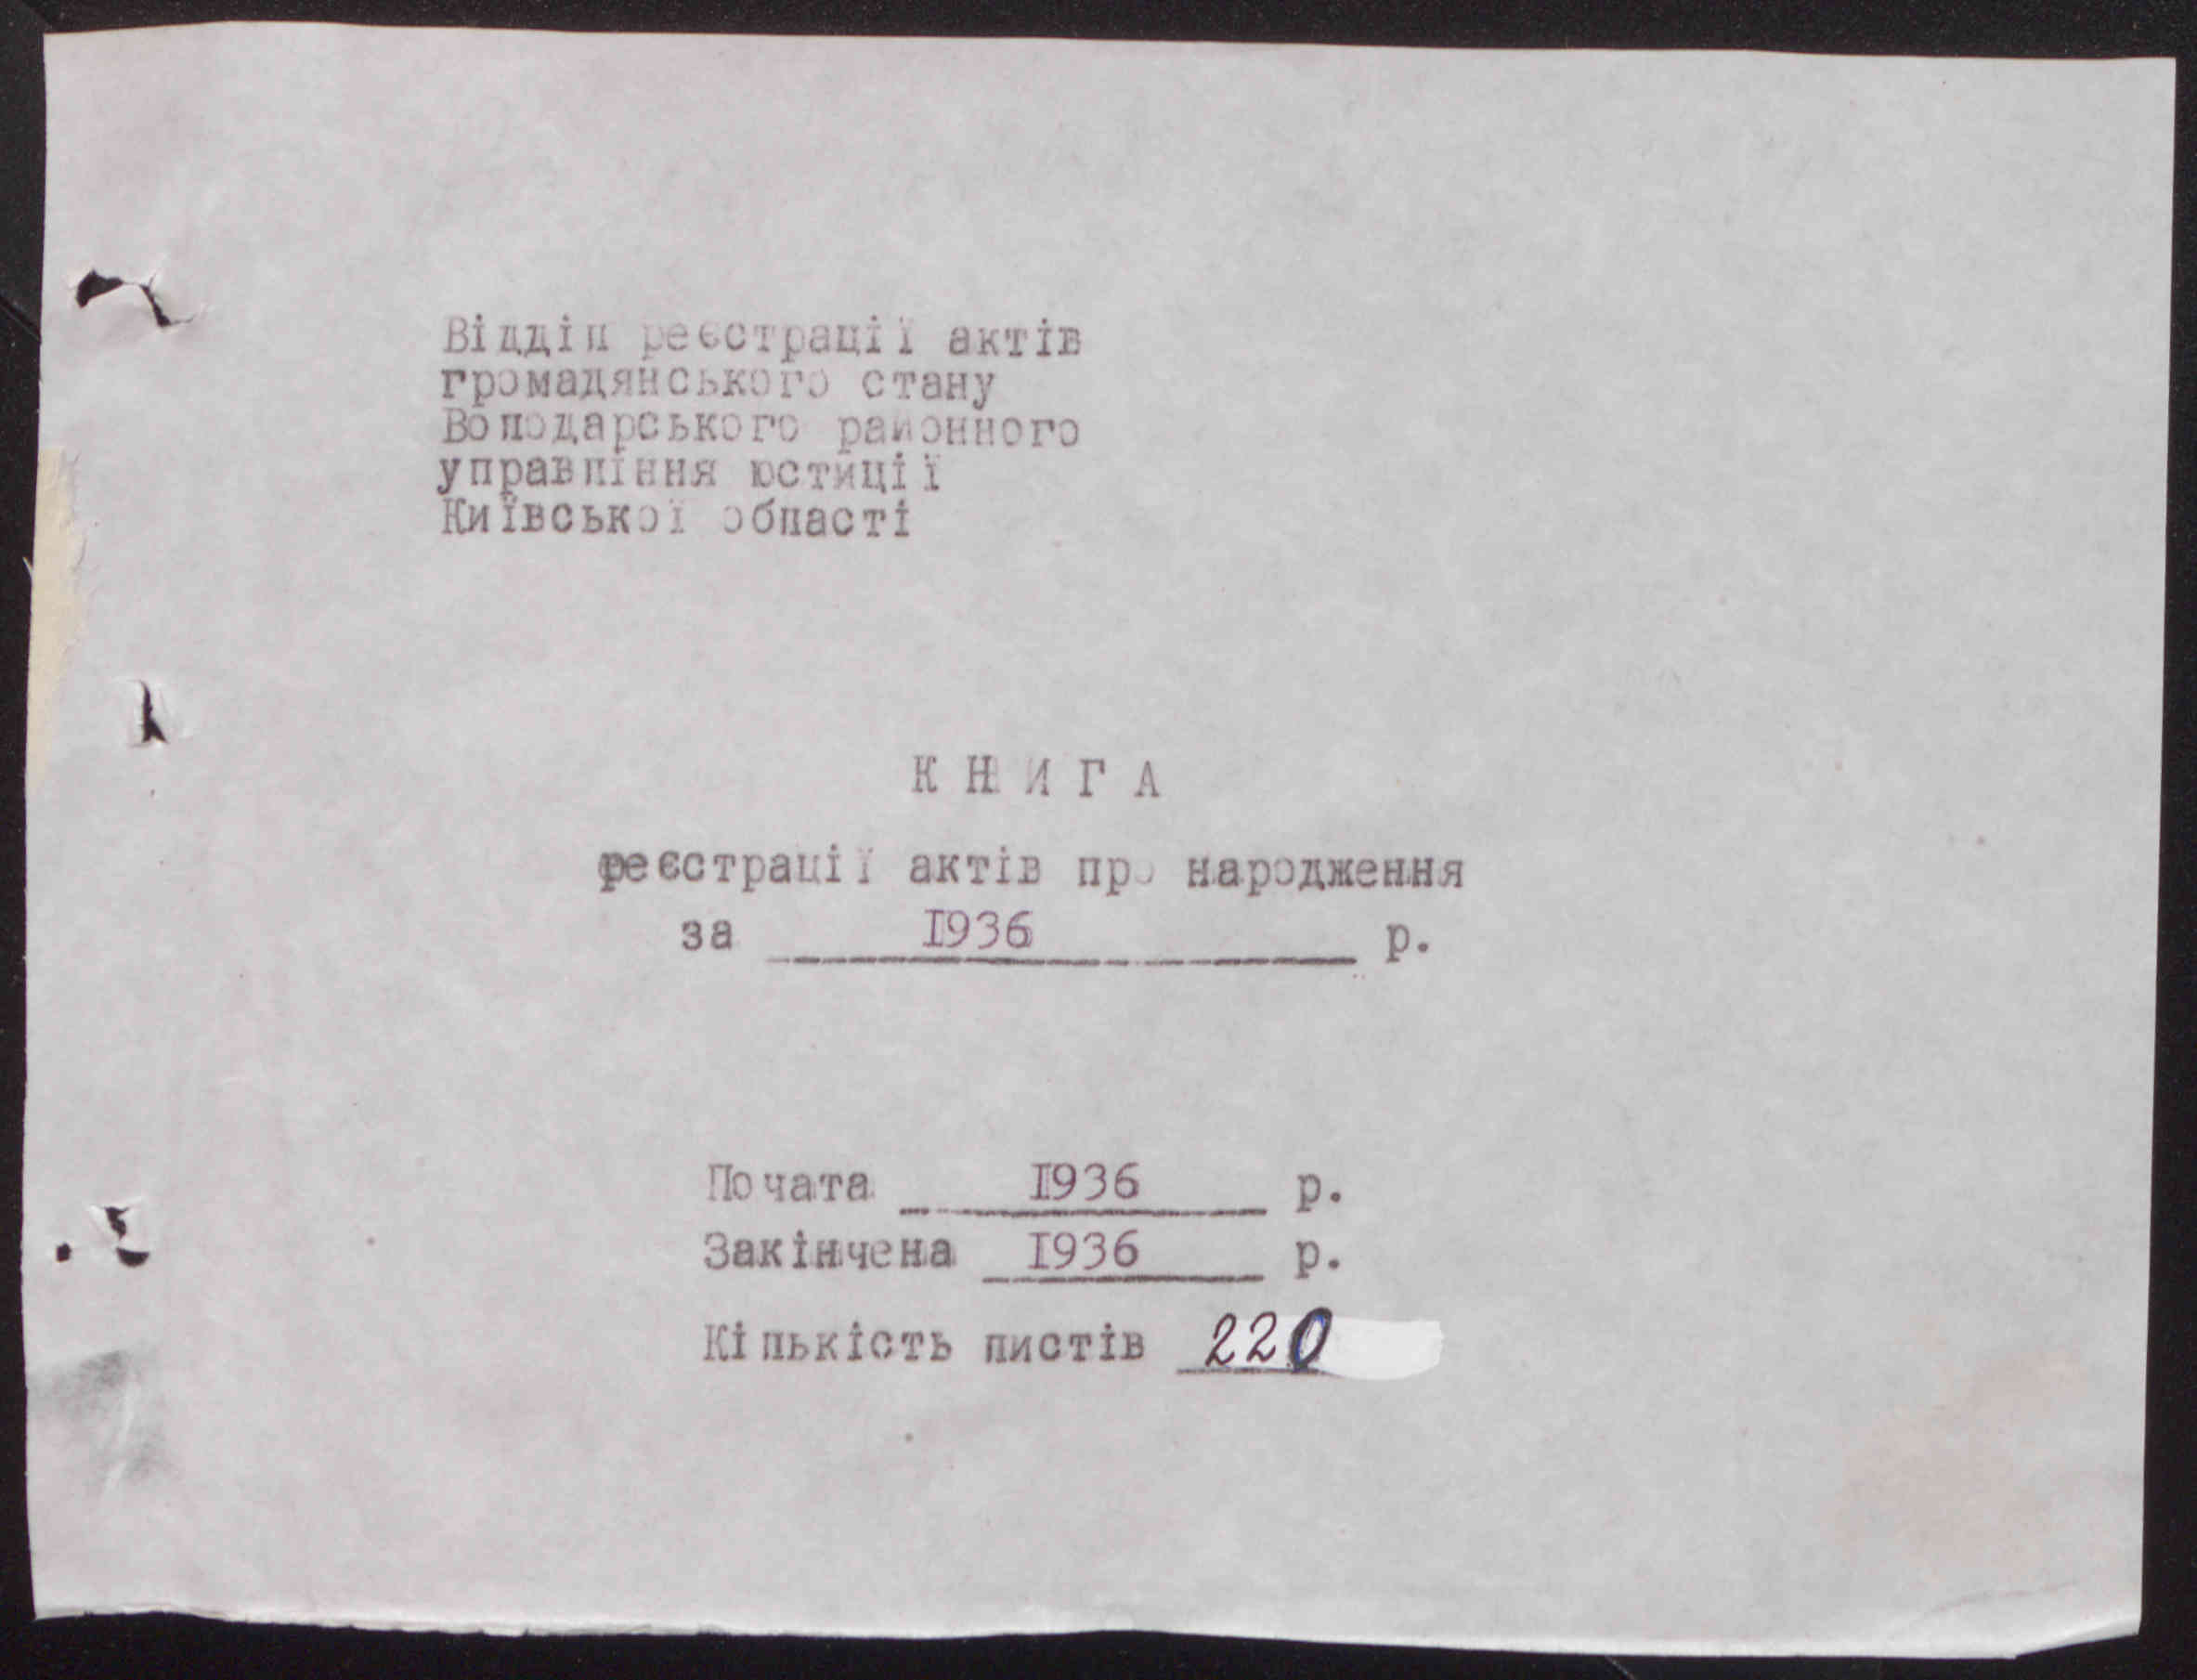 Відділ реєстрації актів
громадянського стану
Володарського районного
управління юстиції
Київської області
К Н И Г А
реєстрації актів про народження
за 1936 р.
Почата 1936 р.
Закінчена 1936 р.
Кількість листів 220